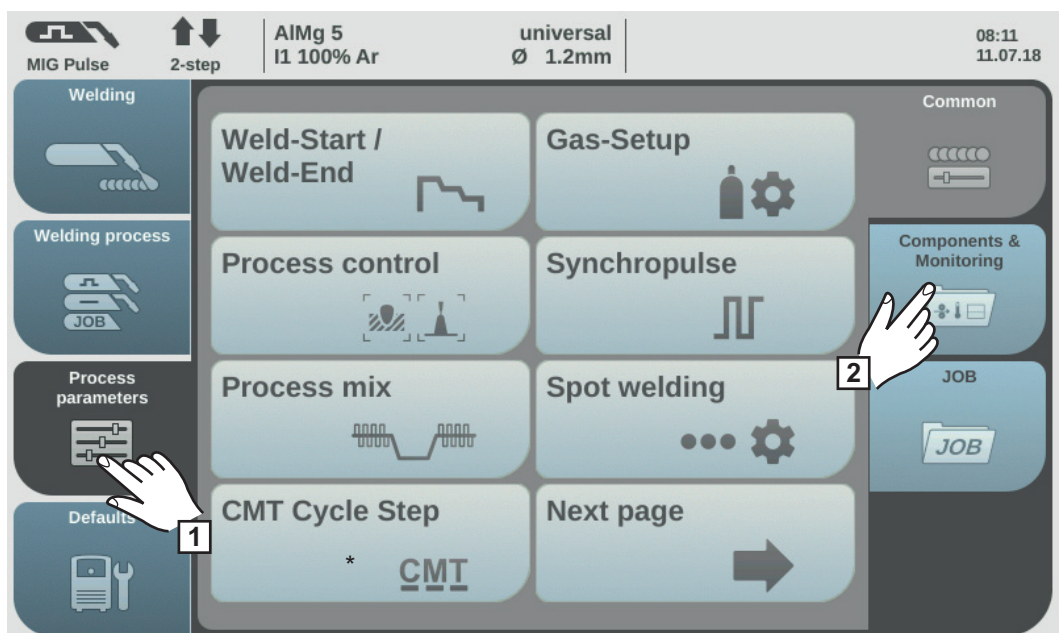 MIG Pulse
2-step
AlMg 5
I1 100% Ar
universal
Ø 1.2mm
08:11
11.07.18
Welding
Welding process
JOB
Process
parameters
1
Defaults
Weld-Start /
Weld-End
Gas-Setup
Process control
Synchropulse
Process mix
Spot welding
CMT Cycle Step
*
CMT
Next page
Common
Components &
Monitoring
2
JOB
JOB